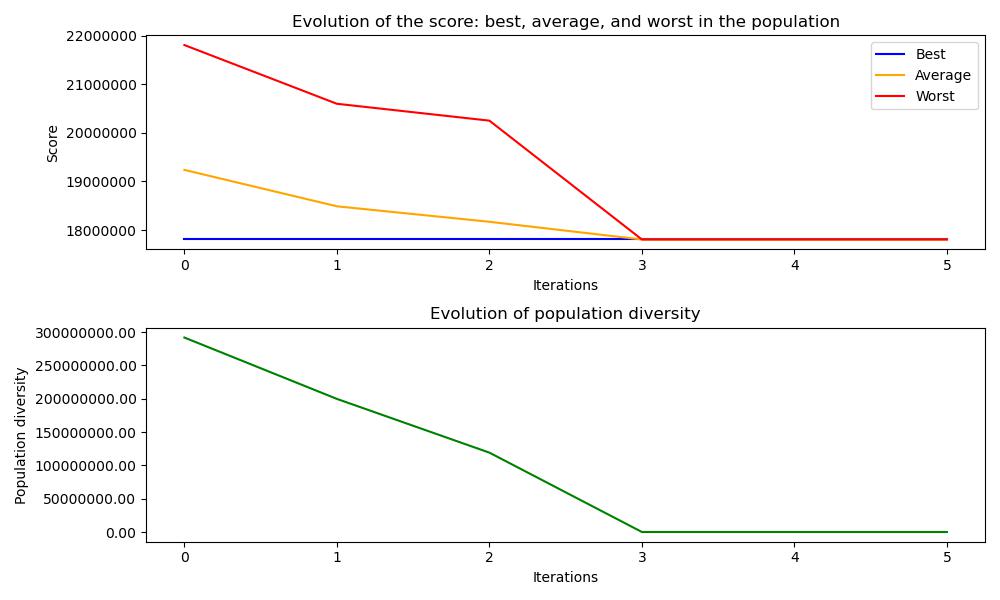 Evolution of the score: best, average, and worst in the population
22000000
21000000
20000000
19000000
18000000
Score
Best
Average
Worst
0 1 2 3 4 5
Iterations
Evolution of population diversity
300000000.00
250000000.00
200000000.00
150000000.00
100000000.00
50000000.00
0.00
Population diversity
0 1 2 3 4 5
Iterations